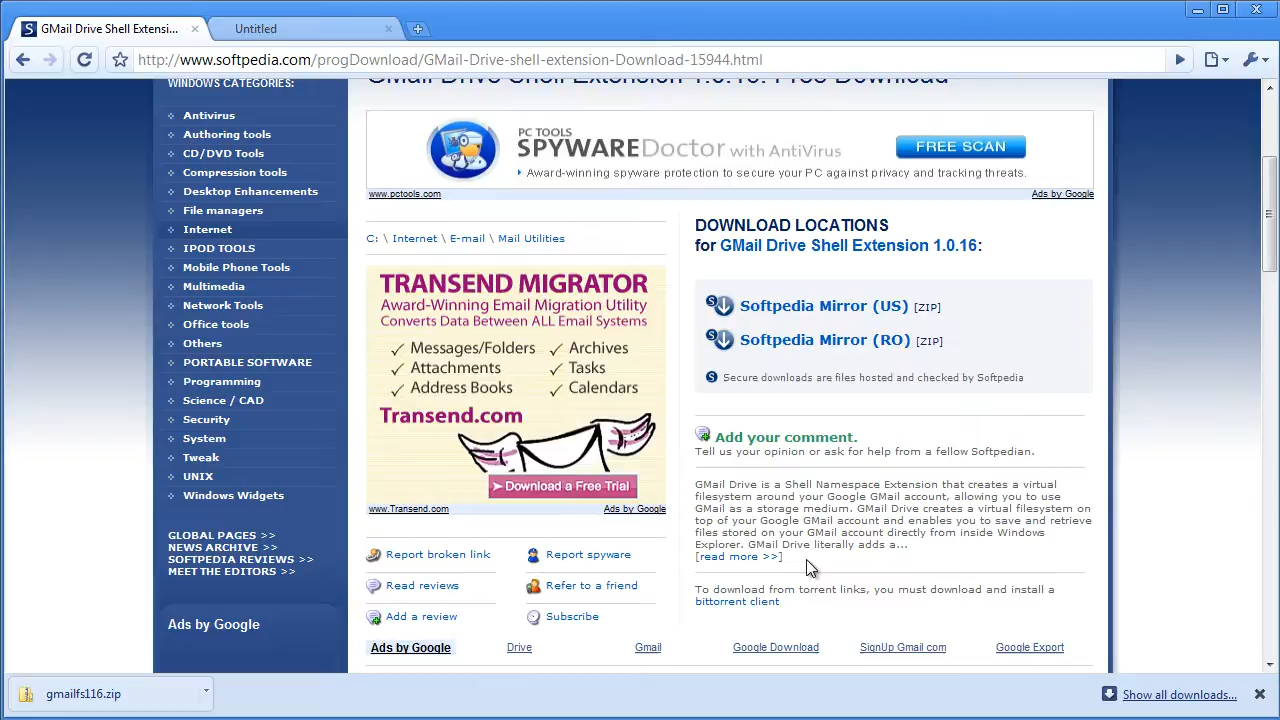 GMail Drive Shell Extensi...
Untitled
http://www.softpedia.com/progDownload/GMail-Drive-shell-extension-Download-15944.html
WINDOWS CATEGORIES:
Antivirus
Authoring tools
CD/DVD Tools
Compression tools
Desktop Enhancements
File managers
Internet
IPOD TOOLS
Mobile Phone Tools
Multimedia
Network Tools
Office tools
Others
PORTABLE SOFTWARE
Programming
Science / CAD
Security
System
Tweak
UNIX
Windows Widgets
GLOBAL PAGES >>
NEWS ARCHIVE >>
SOFTPEDIA REVIEWS >>
MEET THE EDITORS >>
Ads by Google
GMail Drive Shell Extension 1.0.16: Free Download
PC TOOLS
SPYWAREDoctor with AntiVirus
FREE SCAN
Award-winning spyware protection to secure your PC against privacy and tracking threats.
www.pctools.com
Ads by Google
C: \ Internet \ E-mail \ Mail Utilities
TRANSEND MIGRATOR
Award-Winning Email Migration Utility
Converts Data Between ALL Email Systems
Messages/Folders
Archives
Attachments
Tasks
Address Books
Calendars
Transend.com
Download a Free Trial
www.Transend.com
Ads by Google
Report broken link
Report spyware
Read reviews
Refer to a friend
Add a review
Subscribe
DOWNLOAD LOCATIONS
for GMail Drive Shell Extension 1.0.16:
Softpedia Mirror (US) [ZIP]
Softpedia Mirror (RO) [ZIP]
Secure downloads are files hosted and checked by Softpedia
Add your comment.
Tell us your opinion or ask for help from a fellow Softpedian.
GMail Drive is a Shell Namespace Extension that creates a virtual
filesystem around your Google GMail account, allowing you to use
GMail as a storage medium. GMail Drive creates a virtual filesystem on
top of your Google GMail account and enables you to save and retrieve
files stored on your GMail account directly from inside Windows
Explorer. GMail Drive literally adds a...
[read more >>]
To download from torrent links, you must download and install a
bittorrent client
Ads by Google
Drive
Gmail
Google Download
SignUp Gmail com
Google Export
gmailfs116.zip
Show all downloads...